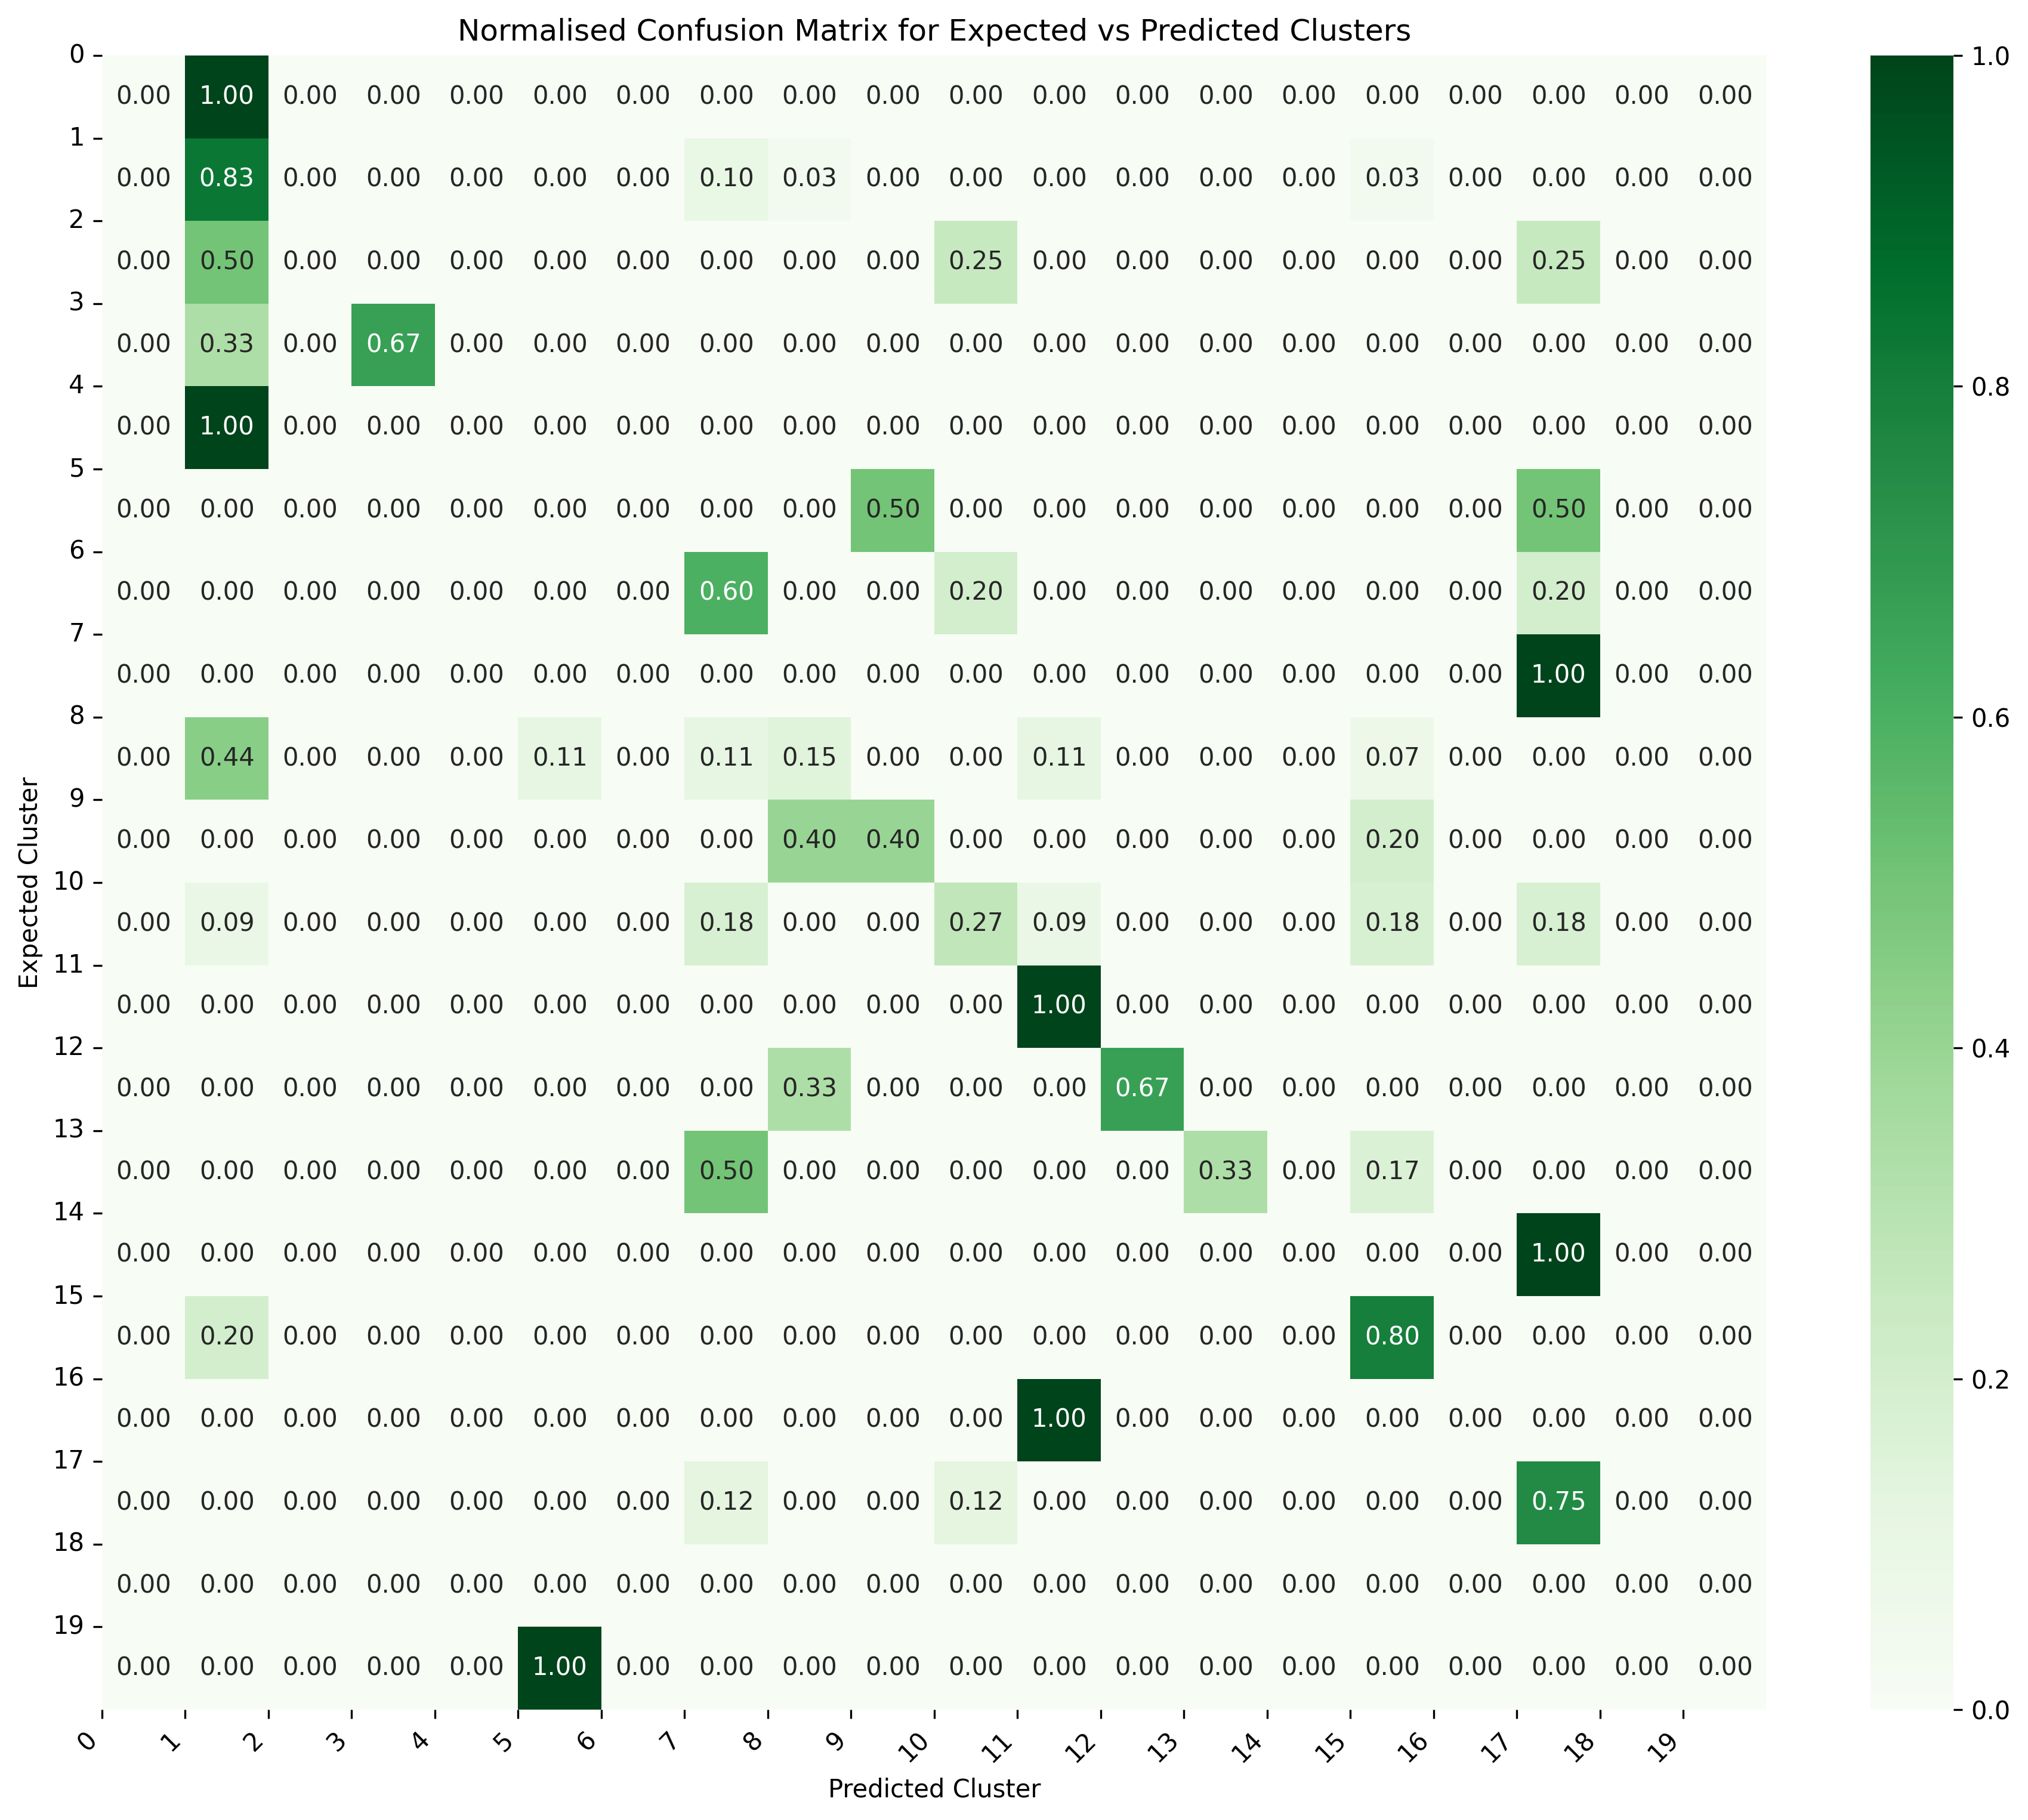 Normalised Confusion Matrix for Expected vs Predicted Clusters
0
0.00 1.00 0.00 0.00 0.00 0.00 0.00 0.00 0.00 0.00 0.00 0.00 0.00 0.00 0.00 0.00 0.00 0.00 0.00 0.00
1
0.00 0.83 0.00 0.00 0.00 0.00 0.00 0.10 0.03 0.00 0.00 0.00 0.00 0.00 0.00 0.03 0.00 0.00 0.00 0.00
2
0.00 0.50 0.00 0.00 0.00 0.00 0.00 0.00 0.00 0.00 0.25 0.00 0.00 0.00 0.00 0.00 0.00 0.25 0.00 0.00
3
0.00 0.33 0.00 0.67 0.00 0.00 0.00 0.00 0.00 0.00 0.00 0.00 0.00 0.00 0.00 0.00 0.00 0.00 0.00 0.00
4
0.00 1.00 0.00 0.00 0.00 0.00 0.00 0.00 0.00 0.00 0.00 0.00 0.00 0.00 0.00 0.00 0.00 0.00 0.00 0.00
5
0.00 0.00 0.00 0.00 0.00 0.00 0.00 0.00 0.00 0.50 0.00 0.00 0.00 0.00 0.00 0.00 0.00 0.50 0.00 0.00
6
0.00 0.00 0.00 0.00 0.00 0.00 0.00 0.60 0.00 0.00 0.20 0.00 0.00 0.00 0.00 0.00 0.00 0.20 0.00 0.00
7
0.00 0.00 0.00 0.00 0.00 0.00 0.00 0.00 0.00 0.00 0.00 0.00 0.00 0.00 0.00 0.00 0.00 1.00 0.00 0.00
8
0.00 0.44 0.00 0.00 0.00 0.11 0.00 0.11 0.15 0.00 0.00 0.11 0.00 0.00 0.00 0.07 0.00 0.00 0.00 0.00
9
0.00 0.00 0.00 0.00 0.00 0.00 0.00 0.00 0.40 0.40 0.00 0.00 0.00 0.00 0.00 0.20 0.00 0.00 0.00 0.00
10
0.00 0.09 0.00 0.00 0.00 0.00 0.00 0.18 0.00 0.00 0.27 0.09 0.00 0.00 0.00 0.18 0.00 0.18 0.00 0.00
11
0.00 0.00 0.00 0.00 0.00 0.00 0.00 0.00 0.00 0.00 0.00 1.00 0.00 0.00 0.00 0.00 0.00 0.00 0.00 0.00
12
0.00 0.00 0.00 0.00 0.00 0.00 0.00 0.00 0.33 0.00 0.00 0.00 0.67 0.00 0.00 0.00 0.00 0.00 0.00 0.00
13
0.00 0.00 0.00 0.00 0.00 0.00 0.00 0.50 0.00 0.00 0.00 0.00 0.00 0.33 0.00 0.17 0.00 0.00 0.00 0.00
14
0.00 0.00 0.00 0.00 0.00 0.00 0.00 0.00 0.00 0.00 0.00 0.00 0.00 0.00 0.00 0.00 0.00 1.00 0.00 0.00
15
0.00 0.20 0.00 0.00 0.00 0.00 0.00 0.00 0.00 0.00 0.00 0.00 0.00 0.00 0.00 0.80 0.00 0.00 0.00 0.00
16
0.00 0.00 0.00 0.00 0.00 0.00 0.00 0.00 0.00 0.00 0.00 1.00 0.00 0.00 0.00 0.00 0.00 0.00 0.00 0.00
17
0.00 0.00 0.00 0.00 0.00 0.00 0.00 0.12 0.00 0.00 0.12 0.00 0.00 0.00 0.00 0.00 0.00 0.75 0.00 0.00
18
0.00 0.00 0.00 0.00 0.00 0.00 0.00 0.00 0.00 0.00 0.00 0.00 0.00 0.00 0.00 0.00 0.00 0.00 0.00 0.00
19
0.00 0.00 0.00 0.00 0.00 1.00 0.00 0.00 0.00 0.00 0.00 0.00 0.00 0.00 0.00 0.00 0.00 0.00 0.00 0.00
Expected Cluster
0 1 2 3 4 5 6 7 8 9 10 11 12 13 14 15 16 17 18 19
Predicted Cluster
1.0
0.8
0.6
0.4
0.2
0.0